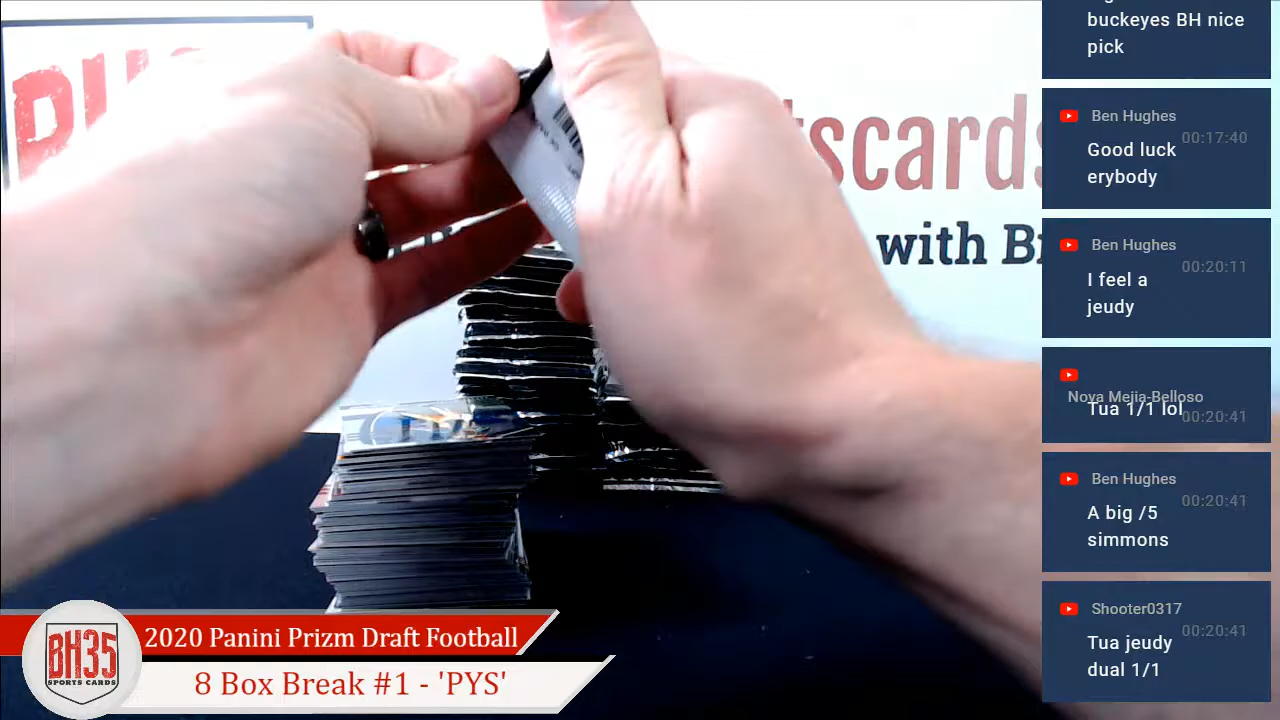 buckeyes BH nice
pick
Ben Hughes
00:17:40
Good luck
erybody
Ben Hughes
00:20:11
I feel a
jeudy
Nova Mejia-Belloso
Tua 1/1 lol
00:20:41
Ben Hughes
00:20:41
A big /5
simmons
Shooter0317
00:20:41
Tua jeudy
dual 1/1
tscards
with B
BH35
SPORTS CARDS
2020 Panini Prizm Draft Football
8 Box Break #1 - 'PYS'